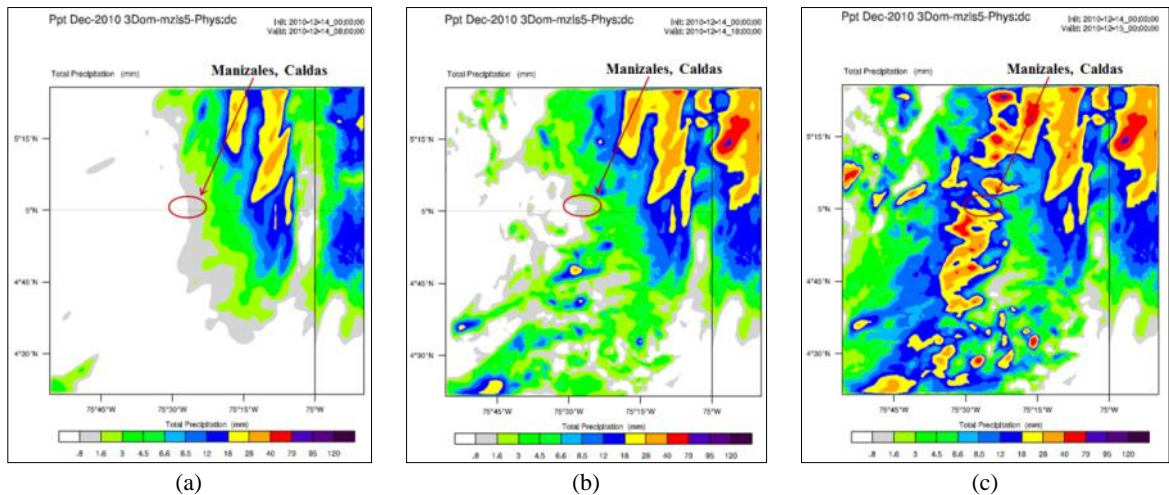 Ppt Dec-2010 3Dom-mzls5-Phys:dc
Init: 2010-12-14_00:00:00
Valid: 2010-12-14_08:00:00
Total Precipitation (mm)
Manizales, Caldas
5°15'N
5°N
4°45'N
4°30'N
75°45'W 75°30'W 75°15'W 75°W
Total Precipitation (mm)
.8 1.6 3 4.5 6.6 8.5 12 18 28 40 70 95 120
(a)
Ppt Dec-2010 3Dom-mzls5-Phys:dc
Init: 2010-12-14_00:00:00
Valid: 2010-12-14_18:00:00
Total Precipitation (mm)
Manizales, Caldas
5°15'N
5°N
4°45'N
4°30'N
75°45'W 75°30'W 75°15'W 75°W
Total Precipitation (mm)
.8 1.6 3 4.5 6.6 8.5 12 18 28 40 70 95 120
(b)
Ppt Dec-2010 3Dom-mzls5-Phys:dc
Init: 2010-12-14_00:00:00
Valid: 2010-12-15_00:00:00
Total Precipitation (mm)
Manizales, Caldas
5°15'N
5°N
4°45'N
4°30'N
75°45'W 75°30'W 75°15'W 75°W
Total Precipitation (mm)
.8 1.6 3 4.5 6.6 8.5 12 18 28 40 70 95 120
(c)